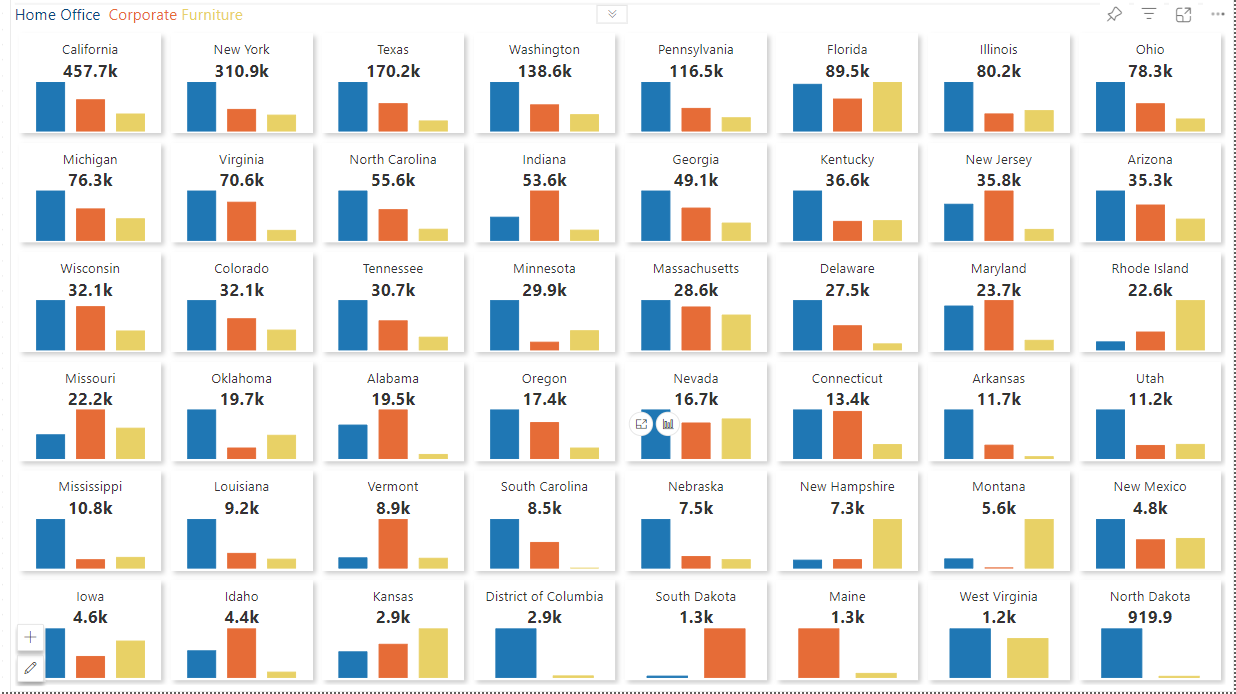 Home Office Corporate Furniture
California New York Texas Washington Pennsylvania Florida Illinois Ohio
457.7k 310.9k 170.2k 138.6k 116.5k 89.5k 80.2k 78.3k
Michigan Virginia North Carolina Indiana Georgia Kentucky New Jersey Arizona
76.3k 70.6k 55.6k 53.6k 49.1k 36.6k 35.8k 35.3k
Wisconsin Colorado Tennessee Minnesota Massachusetts Delaware Maryland Rhode Island
32.1k 32.1k 30.7k 29.9k 28.6k 27.5k 23.7k 22.6k
Missouri Oklahoma Alabama Oregon Nevada Connecticut Arkansas Utah
22.2k 19.7k 19.5k 17.4k 16.7k 13.4k 11.7k 11.2k
Mississippi Louisiana Vermont South Carolina Nebraska New Hampshire Montana New Mexico
10.8k 9.2k 8.9k 8.5k 7.5k 7.3k 5.6k 4.8k
Iowa Idaho Kansas District of Columbia South Dakota Maine West Virginia North Dakota
4.6k 4.4k 2.9k 2.9k 1.3k 1.3k 1.2k 919.9